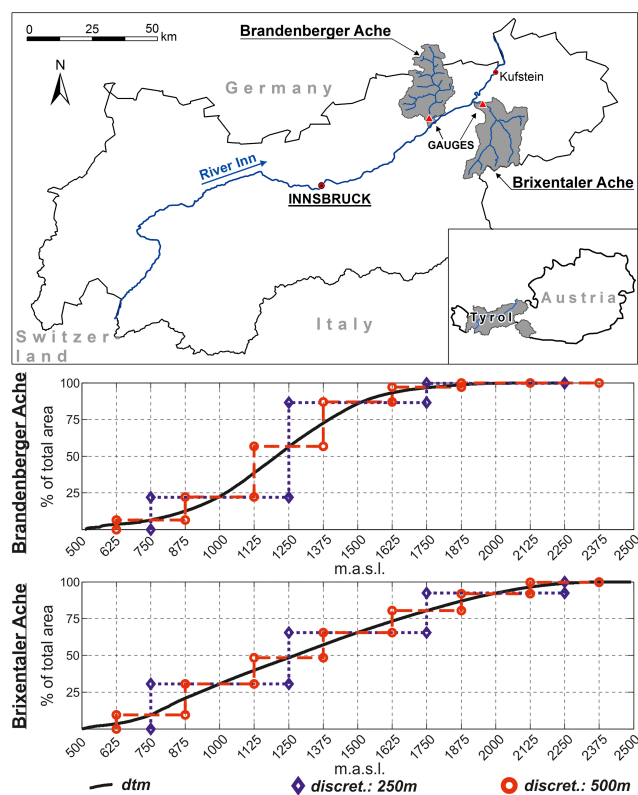 0 25 50
km
Brandenberger Ache
N
Germany
Kufstein
River Inn
GAUGES
INNSBRUCK
Brixentaler Ache
Switzer
land
Italy
Tyrol
Austria
Brandenberger Ache
% of total area
100
75
50
25
500 625 750 875 1000 1125 1250 1375 1500 1625 1750 1875 2000 2125 2250 2375 2500
m.a.s.l.
Brixentaler Ache
% of total area
100
75
50
25
500 625 750 875 1000 1125 1250 1375 1500 1625 1750 1875 2000 2125 2250 2375 2500
m.a.s.l.
dtm discret.: 250m discret.: 500m